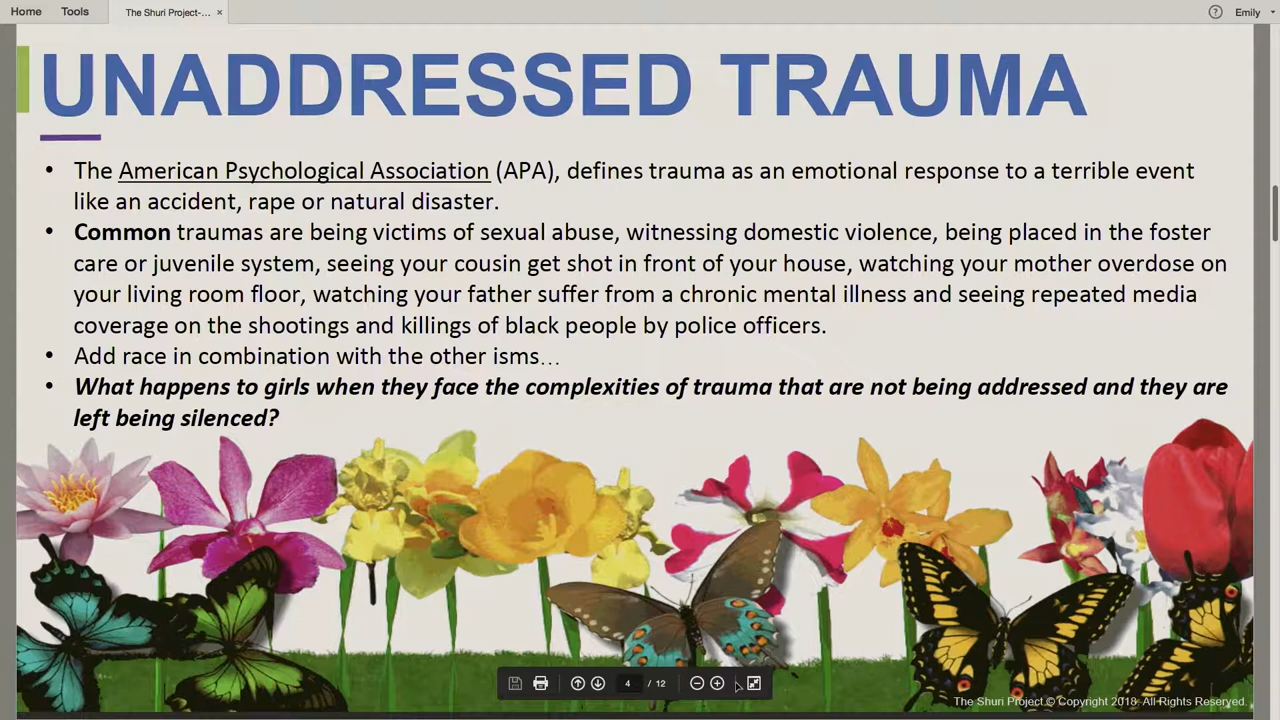 Home Tools The Shuri Project-... × ? Emily
UNADDRESSED TRAUMA
• The American Psychological Association (APA), defines trauma as an emotional response to a terrible event
like an accident, rape or natural disaster.
• Common traumas are being victims of sexual abuse, witnessing domestic violence, being placed in the foster
care or juvenile system, seeing your cousin get shot in front of your house, watching your mother overdose on
your living room floor, watching your father suffer from a chronic mental illness and seeing repeated media
coverage on the shootings and killings of black people by police officers.
• Add race in combination with the other isms...
• What happens to girls when they face the complexities of trauma that are not being addressed and they are
left being silenced?
4 / 12
The Shuri Project © Copyright 2018. All Rights Reserved.